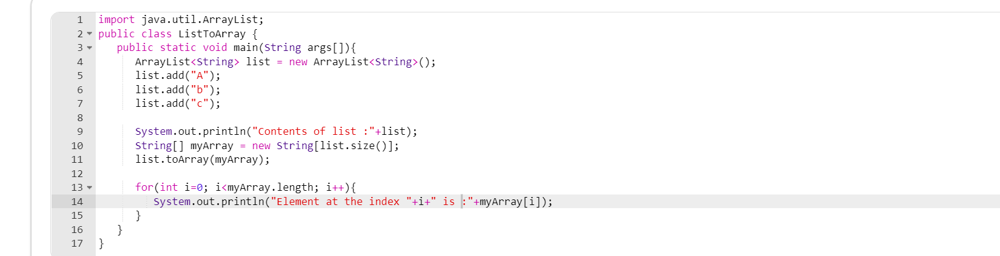 1 import java.util.ArrayList;
2 public class ListToArray {
3    public static void main(String args[]){
4       ArrayList<String> list = new ArrayList<String>();
5       list.add("A");
6       list.add("b");
7       list.add("c");
8
9       System.out.println("Contents of list :"+list);
10       String[] myArray = new String[list.size()];
11       list.toArray(myArray);
12
13       for(int i=0; i<myArray.length; i++){
14          System.out.println("Element at the index "+i+" is :"+myArray[i]);
15       }
16    }
17 }